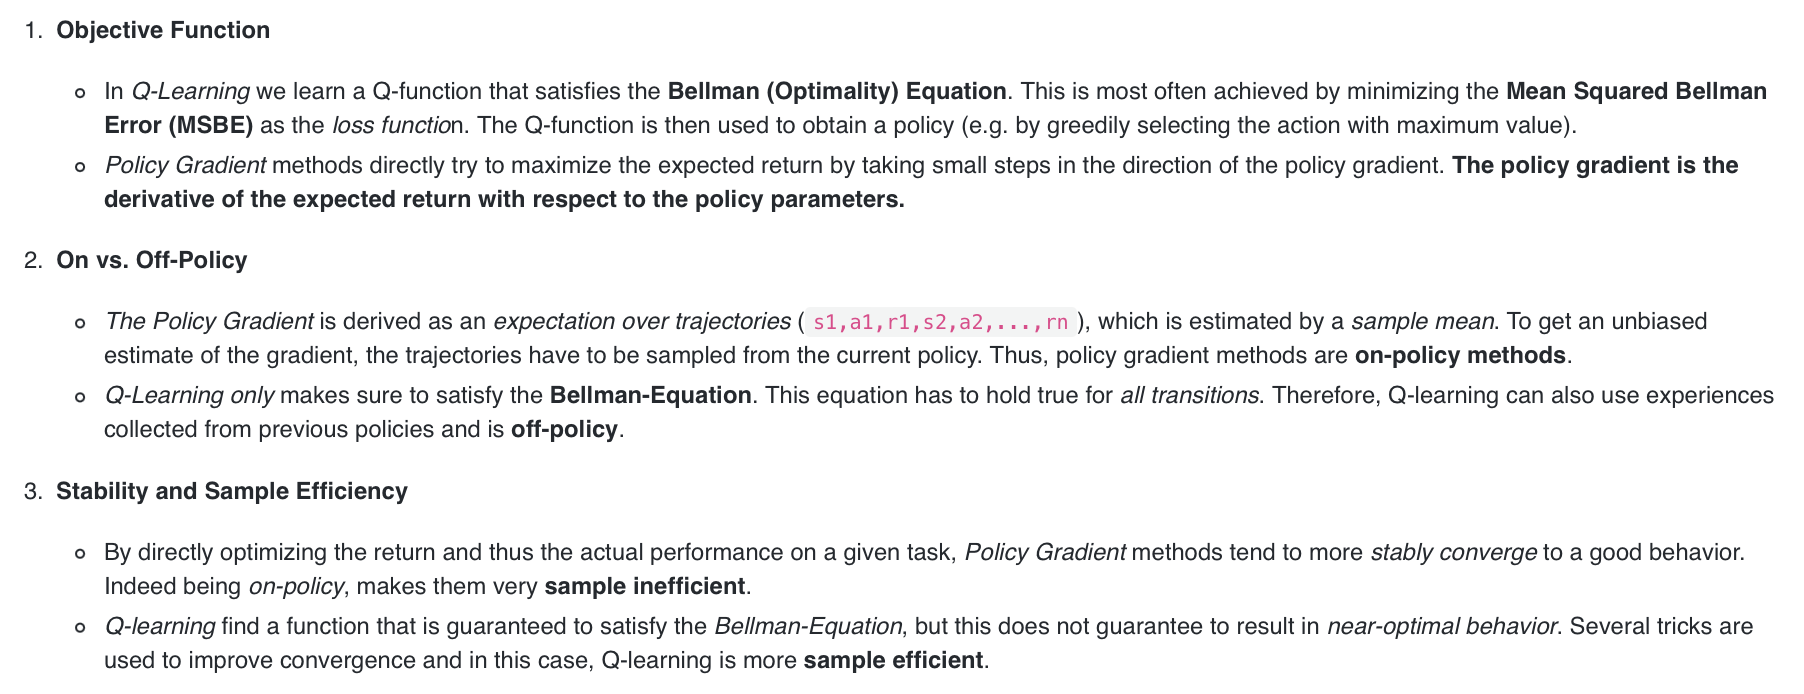 1. Objective Function
In Q-Learning we learn a Q-function that satisfies the Bellman (Optimality) Equation. This is most often achieved by minimizing the Mean Squared Bellman
Error (MSBE) as the loss function. The Q-function is then used to obtain a policy (e.g. by greedily selecting the action with maximum value).
Policy Gradient methods directly try to maximize the expected return by taking small steps in the direction of the policy gradient. The policy gradient is the
derivative of the expected return with respect to the policy parameters.
2. On vs. Off-Policy
The Policy Gradient is derived as an expectation over trajectories ( s1,a1,r1,s2,a2,...,rn ), which is estimated by a sample mean. To get an unbiased
estimate of the gradient, the trajectories have to be sampled from the current policy. Thus, policy gradient methods are on-policy methods.
Q-Learning only makes sure to satisfy the Bellman-Equation. This equation has to hold true for all transitions. Therefore, Q-learning can also use experiences
collected from previous policies and is off-policy.
3. Stability and Sample Efficiency
By directly optimizing the return and thus the actual performance on a given task, Policy Gradient methods tend to more stably converge to a good behavior.
Indeed being on-policy, makes them very sample inefficient.
Q-learning find a function that is guaranteed to satisfy the Bellman-Equation, but this does not guarantee to result in near-optimal behavior. Several tricks are
used to improve convergence and in this case, Q-learning is more sample efficient.